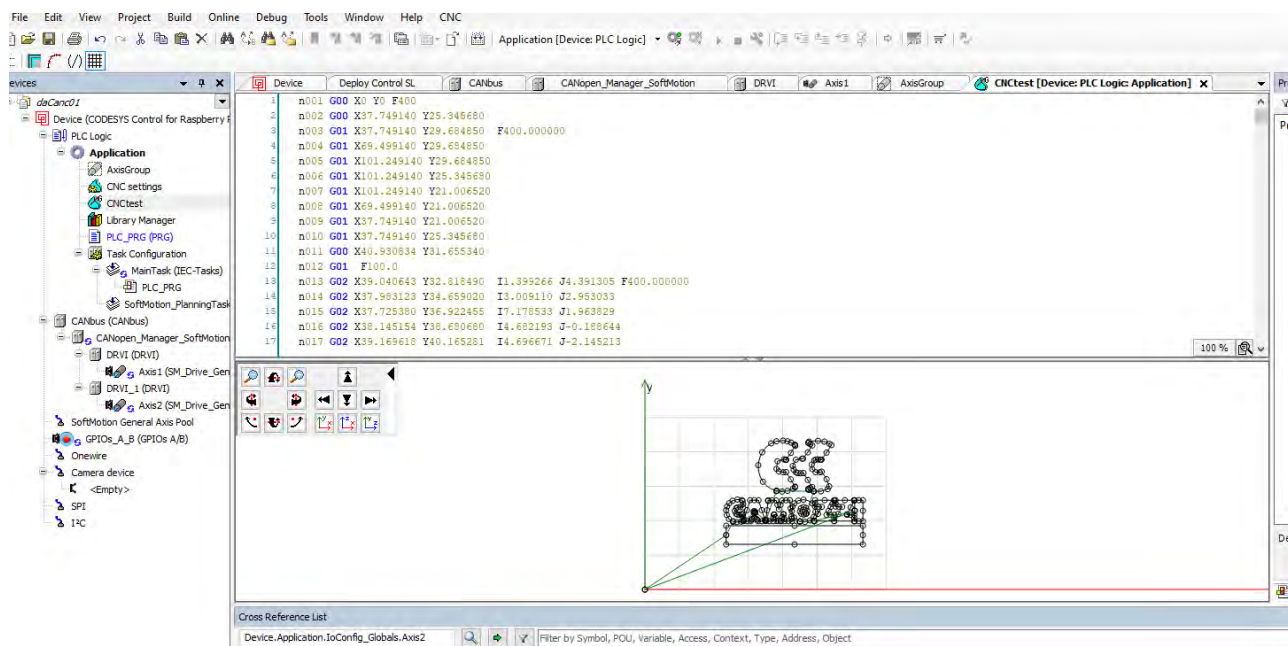 File Edit View Project Build Online Debug Tools Window Help CNC
Application [Device: PLC Logic]
evices
Device Deploy Control SL CANbus CANopen_Manager_SoftMotion DRVI Axis1 AxisGroup CNCtest [Device: PLC Logic: Application] X
daCanc01
Device (CODESYS Control for Raspberry P
PLC Logic
Application
AxisGroup
CNC settings
CNCtest
Library Manager
PLC_PRG (PRG)
Task Configuration
MainTask (IEC-Tasks)
PLC_PRG
SoftMotion_PlanningTask
CANbus (CANbus)
CANopen_Manager_SoftMotion
DRVI (DRVI)
Axis1 (SM_Drive_Gen
DRVI_1 (DRVI)
Axis2 (SM_Drive_Gen
SoftMotion General Axis Pool
GPIOs_A_B (GPIOs A/B)
Onewire
Camera device
<Empty>
SPI
I²C
1 n001 G00 X0 Y0 F400
2 n002 G00 X37.749140 Y25.345680
3 n003 G01 X37.749140 Y29.684850 F400.000000
4 n004 G01 X69.499140 Y29.684850
5 n005 G01 X101.249140 Y29.684850
6 n006 G01 X101.249140 Y25.345680
7 n007 G01 X101.249140 Y21.006520
8 n008 G01 X69.499140 Y21.006520
9 n009 G01 X37.749140 Y21.006520
10 n010 G01 X37.749140 Y25.345680
11 n011 G00 X40.930834 Y31.655340
12 n012 G01 F100.0
13 n013 G02 X39.040643 Y32.818490 I1.399266 J4.391305 F400.000000
14 n014 G02 X37.983123 Y34.659020 I3.009110 J2.953033
15 n015 G02 X37.725380 Y36.922465 I7.178533 J1.963829
16 n016 G02 X38.145154 Y38.680680 I4.682193 J-0.188644
17 n017 G02 X39.169618 Y40.165281 I4.696671 J-2.145213
100 %
y
Cross Reference List
Device.Application.IoConfig_Globals.Axis2
Filter by Symbol, POU, Variable, Access, Context, Type, Address, Object
Pr
Pr
De